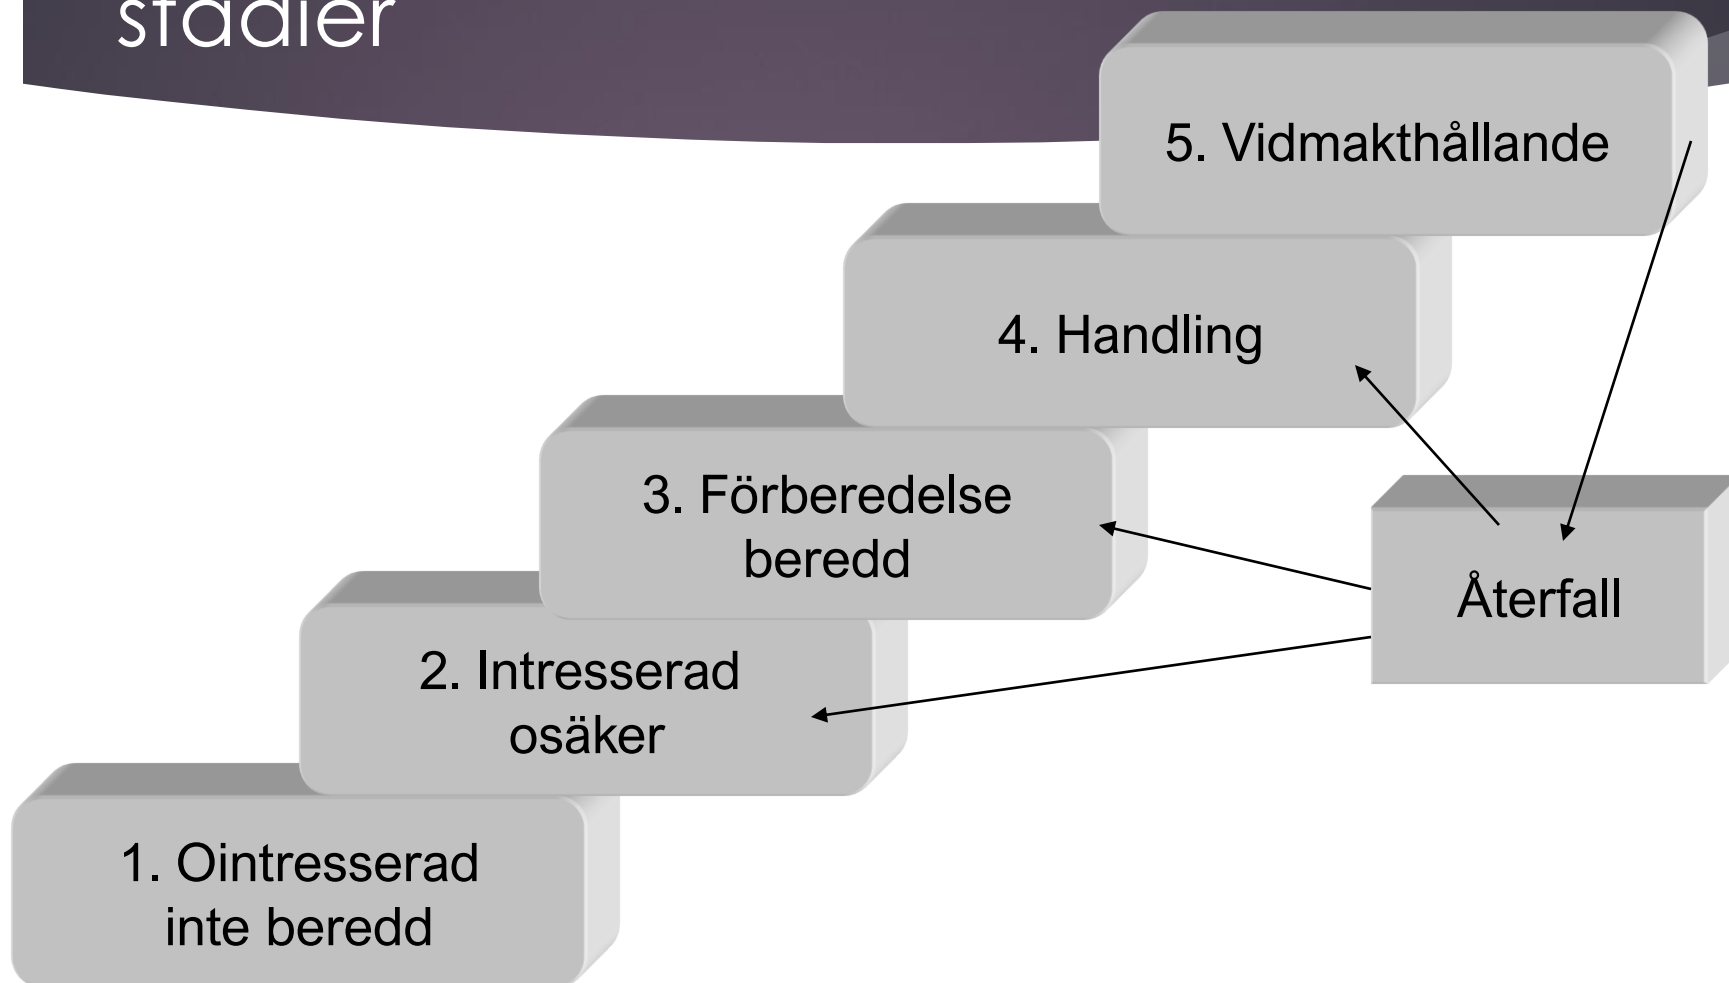 stadier
5. Vidmakthållande
4. Handling
3. Förberedelse
beredd
Återfall
2. Intresserad
osäker
1. Ointresserad
inte beredd